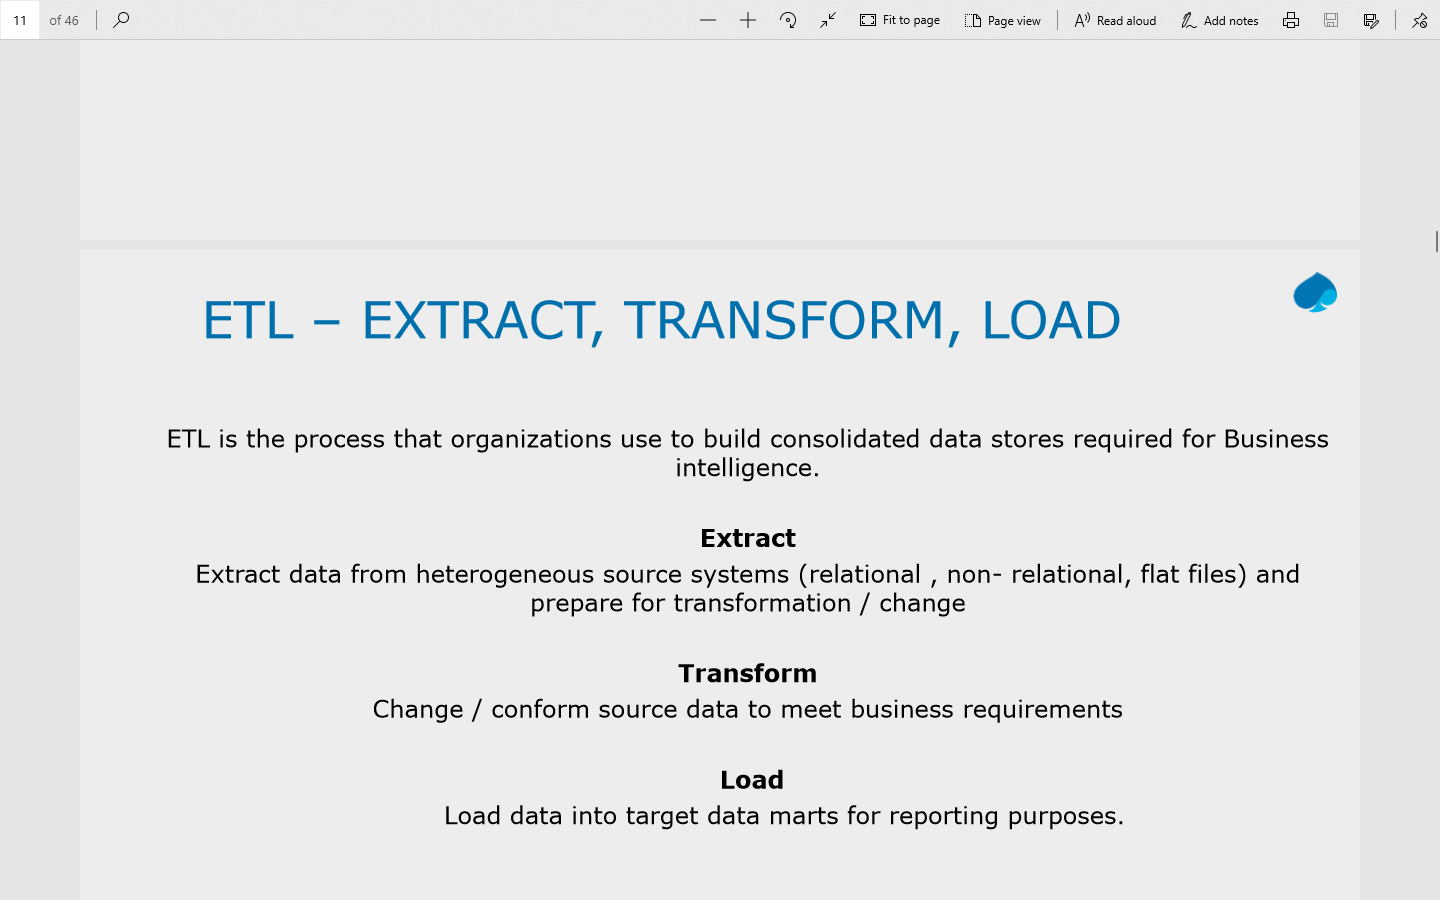 11 of 46 Fit to page Page view Read aloud Add notes
ETL – EXTRACT, TRANSFORM, LOAD
ETL is the process that organizations use to build consolidated data stores required for Business
intelligence.
Extract
Extract data from heterogeneous source systems (relational , non- relational, flat files) and
prepare for transformation / change
Transform
Change / conform source data to meet business requirements
Load
Load data into target data marts for reporting purposes.